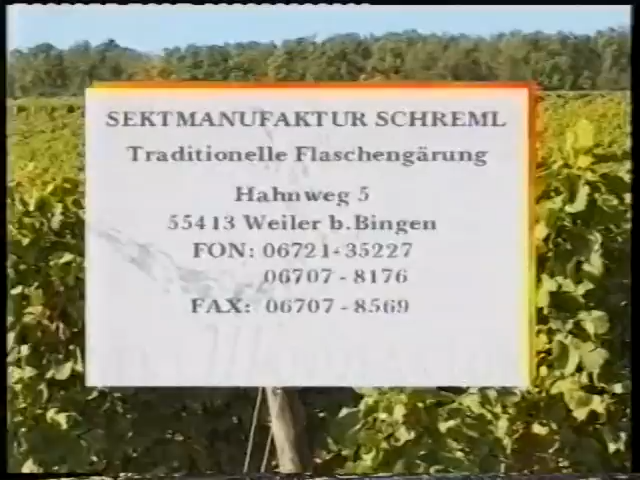 SEKTMANUFAKTUR SCHREML
Traditionelle Flaschengärung
Hahnweg 5
55413 Weiler b.Bingen
FON: 06721-35227
06707-8176
FAX: 06707-8569